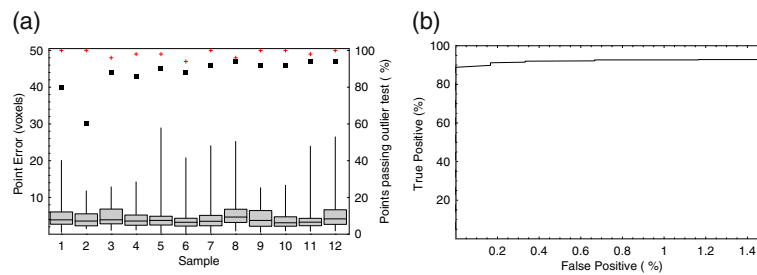 (a)
50
40
30
20
10
Point Error (voxels)
100
80
60
40
20
0
Points passing outlier test ( %)
1 2 3 4 5 6 7 8 9 10 11 12
Sample
(b)
100
80
60
40
20
True Positive (%)
0.2 0.4 0.6 0.8 1 1.2 1.4
False Positive ( %)